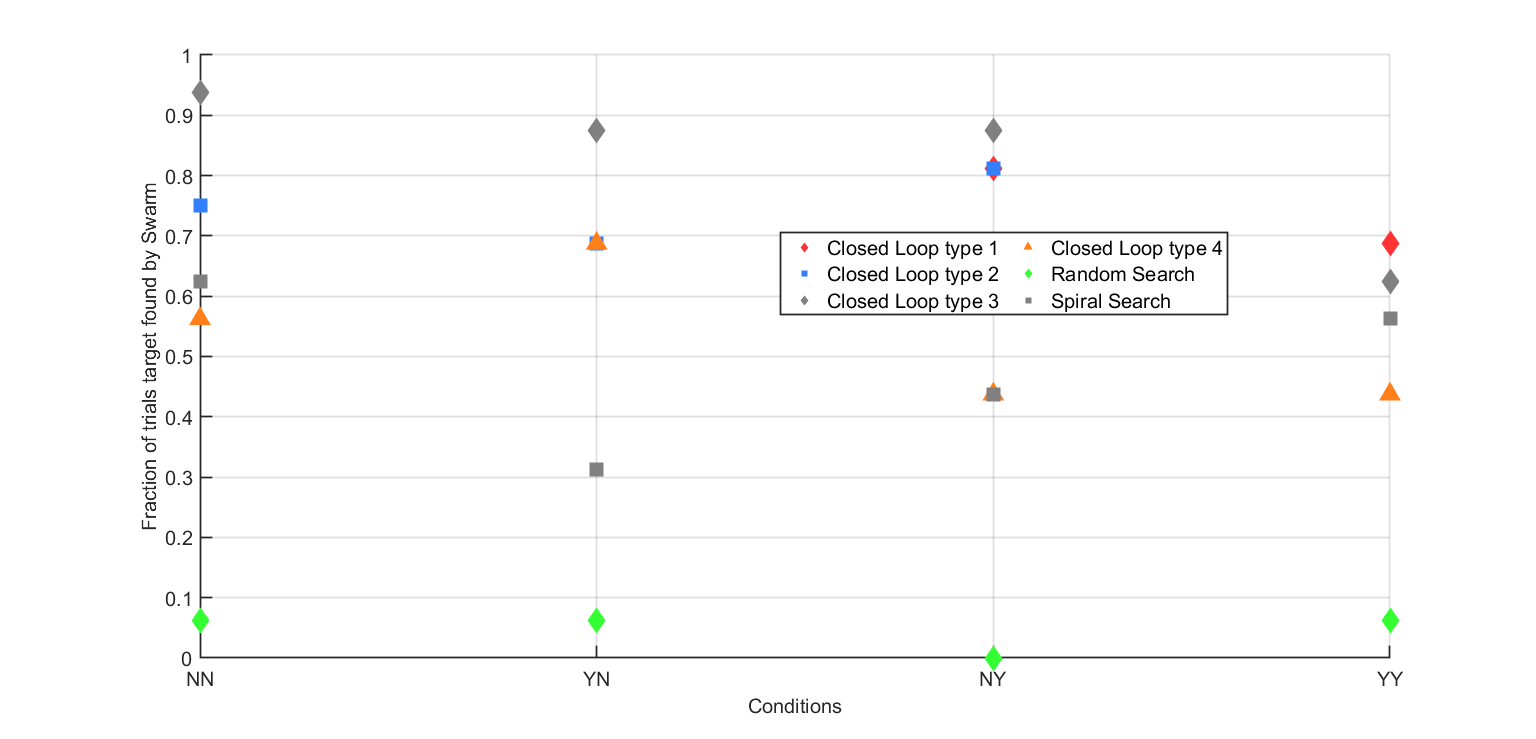 1
0.9
0.8
0.7
0.6
0.5
0.4
0.3
0.2
0.1
0
Fraction of trials target found by Swarm
Closed Loop type 1
Closed Loop type 2
Closed Loop type 3
Closed Loop type 4
Random Search
Spiral Search
NN YN NY YY
Conditions